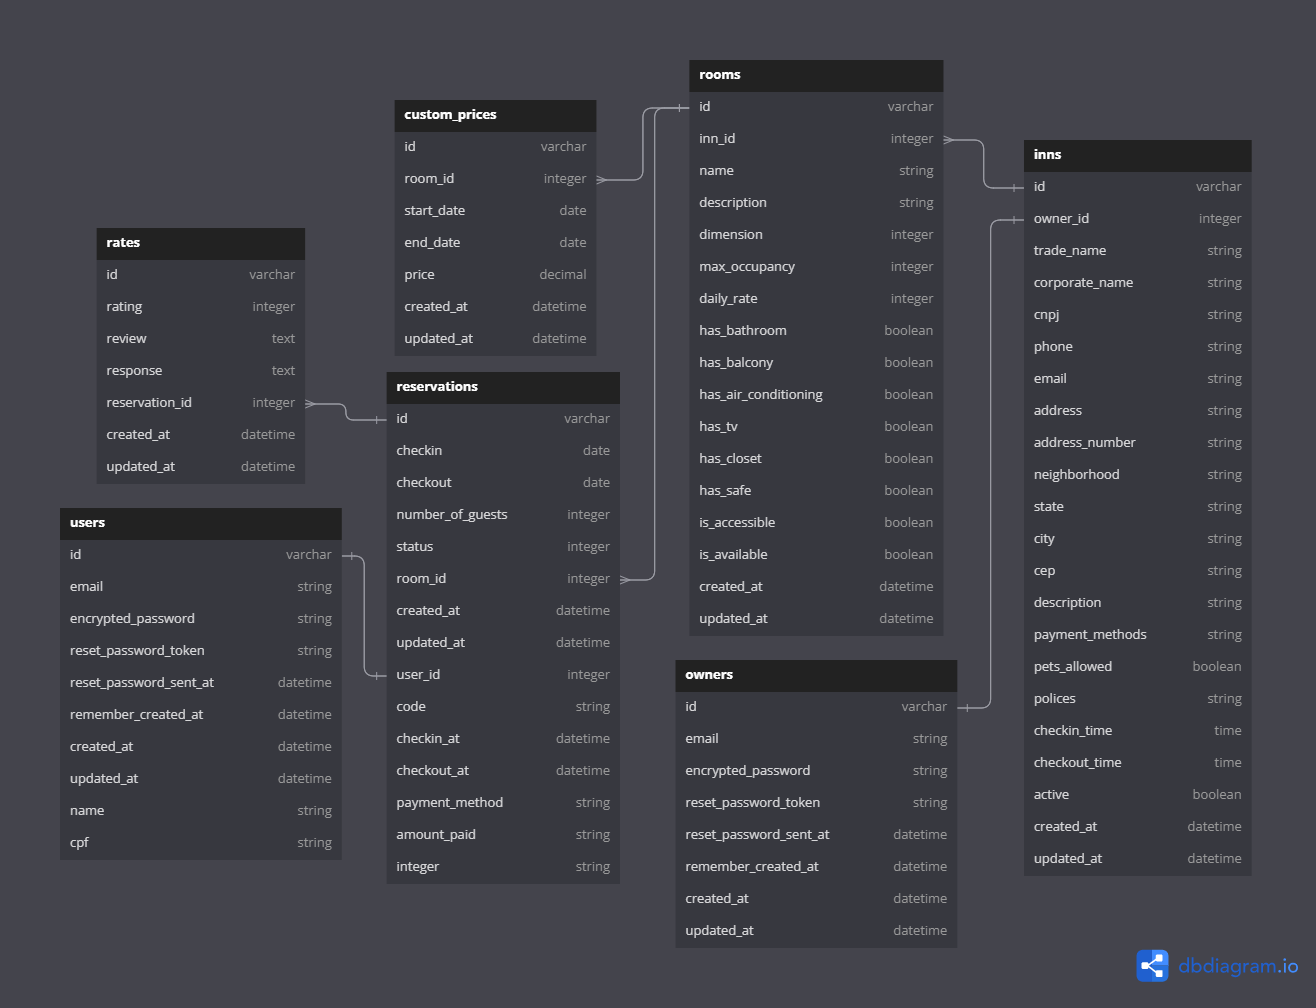 rooms
id varchar
inn_id integer
name string
description string
dimension integer
max_occupancy integer
daily_rate integer
has_bathroom boolean
has_balcony boolean
has_air_conditioning boolean
has_tv boolean
has_closet boolean
has_safe boolean
is_accessible boolean
is_available boolean
created_at datetime
updated_at datetime
custom_prices
id varchar
room_id integer
start_date date
end_date date
price decimal
created_at datetime
updated_at datetime
inns
id varchar
owner_id integer
trade_name string
corporate_name string
cnpj string
phone string
email string
address string
address_number string
neighborhood string
state string
city string
cep string
description string
payment_methods string
pets_allowed boolean
polices string
checkin_time time
checkout_time time
active boolean
created_at datetime
updated_at datetime
rates
id varchar
rating integer
review text
response text
reservation_id integer
created_at datetime
updated_at datetime
reservations
id varchar
checkin date
checkout date
number_of_guests integer
status integer
room_id integer
created_at datetime
updated_at datetime
user_id integer
code string
checkin_at datetime
checkout_at datetime
payment_method string
amount_paid string
integer string
users
id varchar
email string
encrypted_password string
reset_password_token string
reset_password_sent_at datetime
remember_created_at datetime
created_at datetime
updated_at datetime
name string
cpf string
owners
id varchar
email string
encrypted_password string
reset_password_token string
reset_password_sent_at datetime
remember_created_at datetime
created_at datetime
updated_at datetime
dbdiagram.io